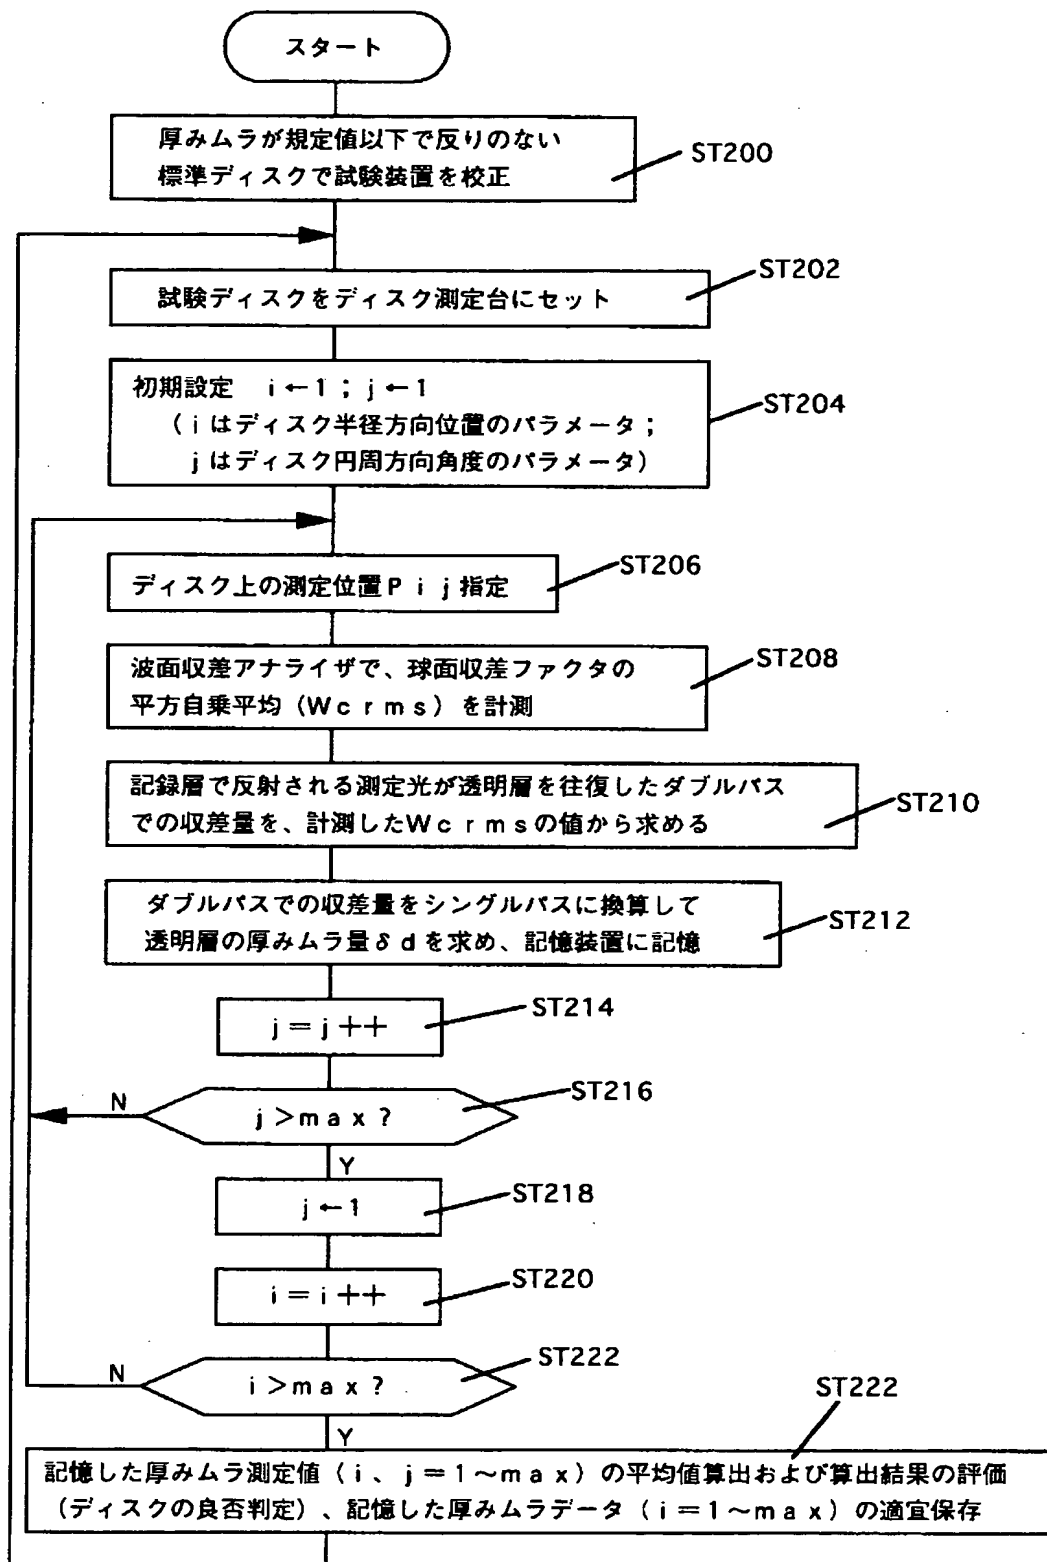 スタート
厚みムラが規定値以下で反りのない
標準ディスクで試験装置を校正
ST200
ST202
試験ディスクをディスク測定台にセット
初期設定 i←1；j←1
（iはディスク半径方向位置のパラメータ；
jはディスク円周方向角度のパラメータ）
ST204
ディスク上の測定位置Pij指定
ST206
波面収差アナライザで、球面収差ファクタの
平方自乗平均（Wcrms）を計測
ST208
記録層で反射される測定光が透明層を往復したダブルパス
での収差量を、計測したWcrmsの値から求める
ST210
ダブルパスでの収差量をシングルパスに換算して
透明層の厚みムラ量δdを求め、記憶装置に記憶
ST212
j＝j＋＋
ST214
N
j＞max？
ST216
Y
j←1
ST218
i＝i＋＋
ST220
N
i＞max？
ST222
Y
ST222
記憶した厚みムラ測定値（i、j＝1～max）の平均値算出および算出結果の評価
（ディスクの良否判定）、記憶した厚みムラデータ（i＝1～max）の適宜保存